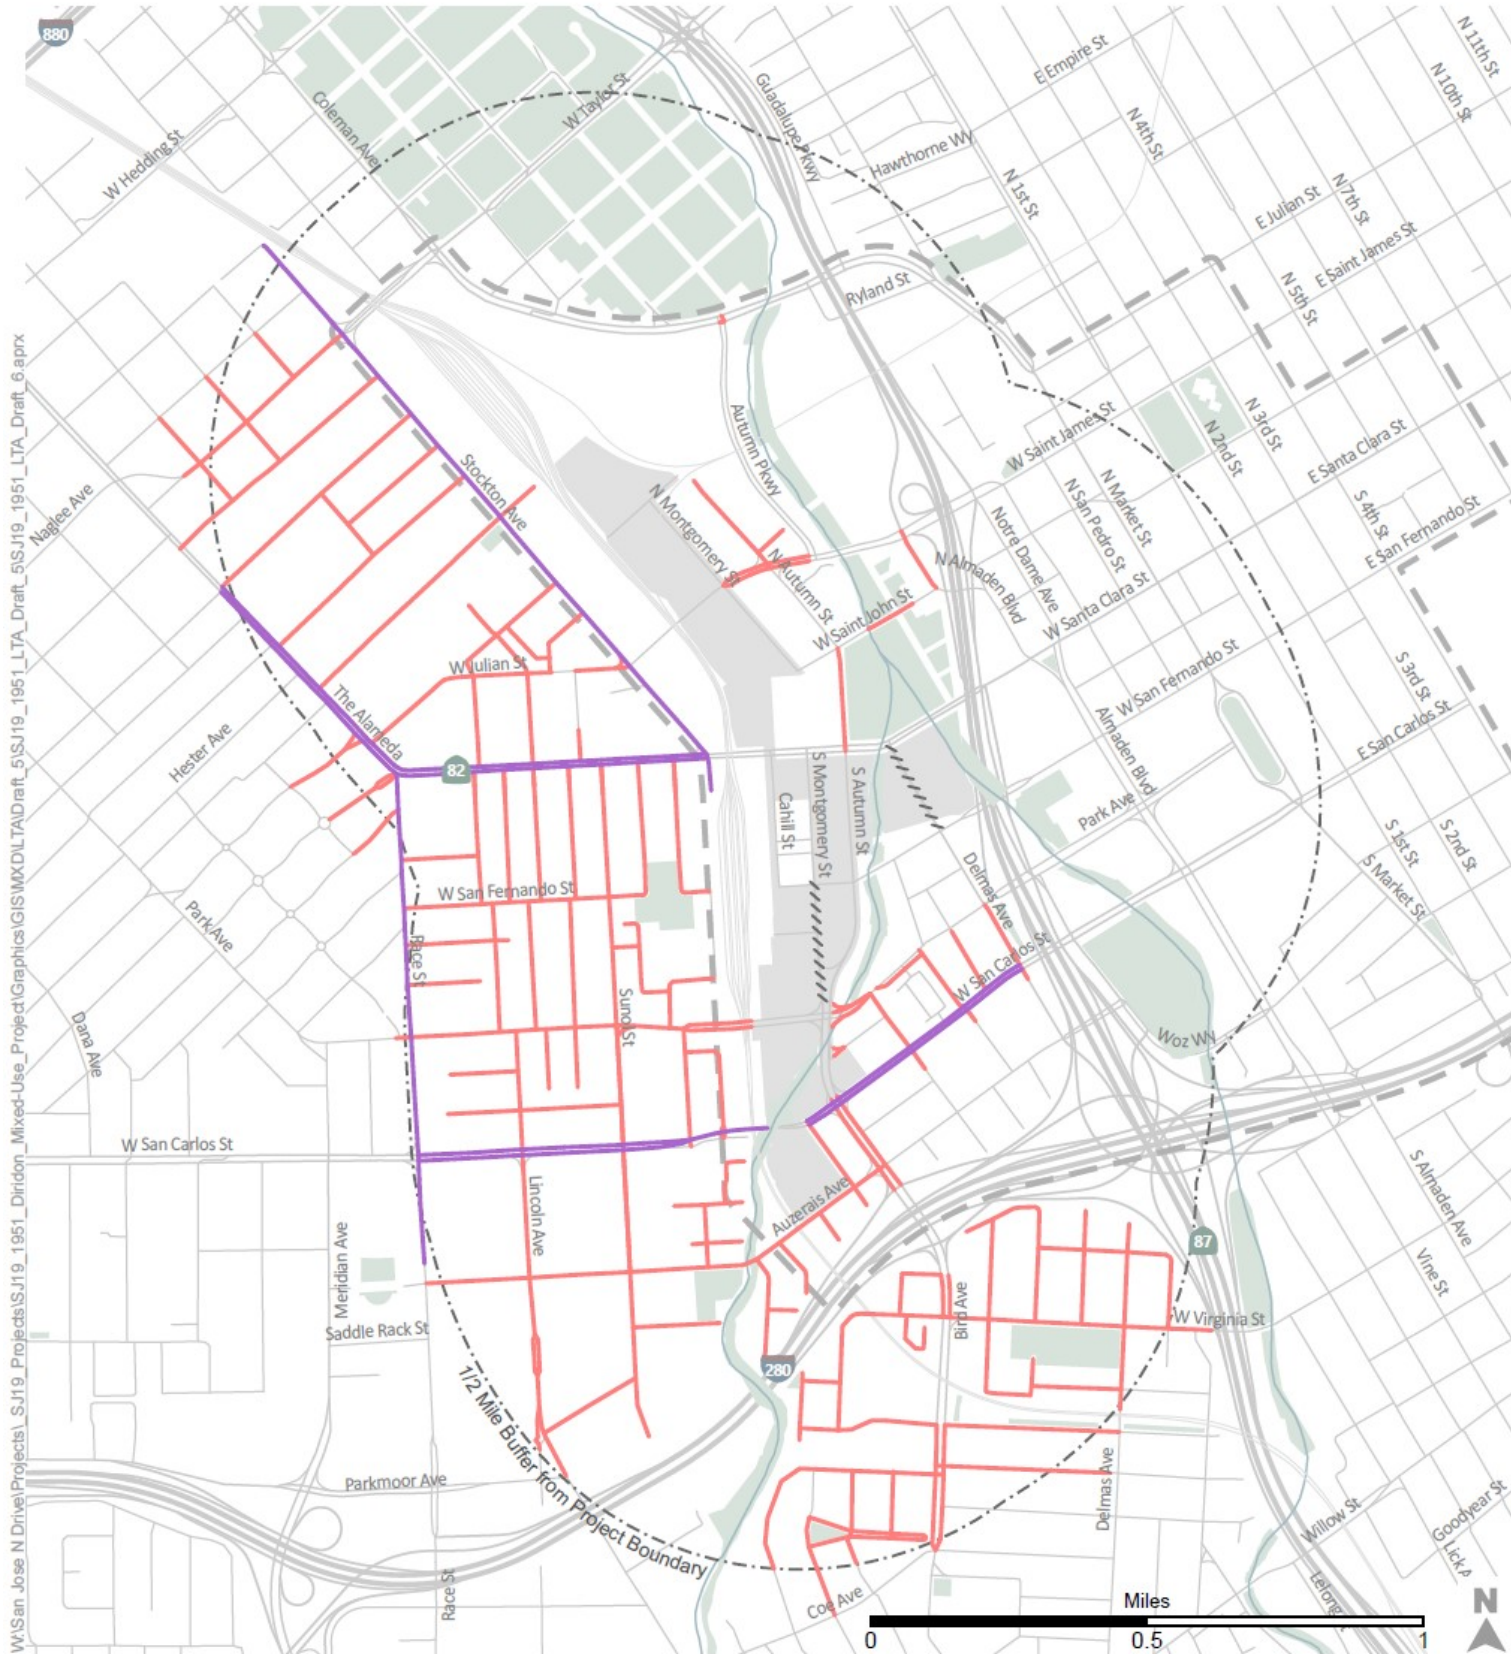 880
W Hedding St
Coleman Ave
W Taylor St
Guadalupe Pkwy
E Empire St
Hawthorne WY
N 1st St
N 4th St
N 11th St
N 10th St
N 7th St
E Julian St
E Saint James St
N 5th St
Ryland St
Naglee Ave
Stockton Ave
Autumn Pkwy
N Montgomery St
N Autumn St
W Saint John St
W Saint James St
N Market St
N San Pedro St
Notre Dame Ave
N Almaden Blvd
N 2nd St
N 3rd St
E Santa Clara St
S 4th St
E San Fernando St
W Santa Clara St
W San Fernando St
Almaden Blvd
S 3rd St
E San Carlos St
W Julian St
The Alameda
Hester Ave
82
Cahill St
S Montgomery St
S Autumn St
Park Ave
Delmas Ave
S 1st St
S 2nd St
S Market St
W San Fernando St
Park Ave
Race St
Dana Ave
Sunol St
W San Carlos St
Woz WY
W San Carlos St
Lincoln Ave
Auzerais Ave
Meridian Ave
Saddle Rack St
S Almaden Ave
Vine St
87
Bird Ave
W Virginia St
280
1/2 Mile Buffer from Project Boundary
Parkmoor Ave
Race St
Delmas Ave
Coe Ave
Willow St
Goodyear St
Lick A
Miles
0 0.5 1
N
W:\San Jose N Drive\Projects\_SJ19_Projects\SJ19_1951_Diridon_Mixed-Use_Project\Graphics\GIS\MXD\LTA\Draft_5\SJ19_1951_LTA_Draft_6.aprx